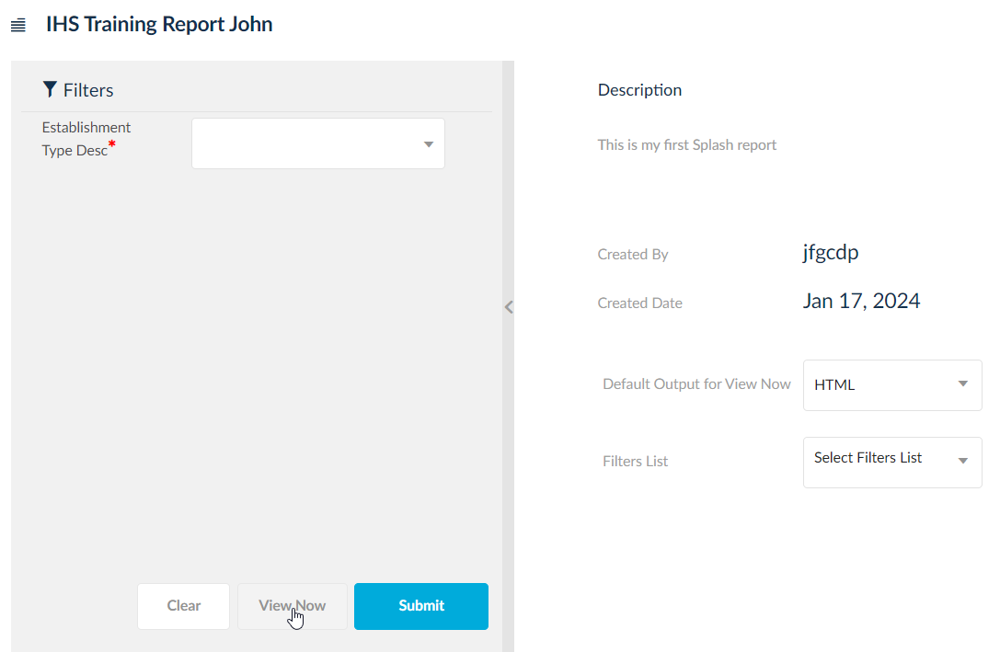 IHS Training Report John
Filters
Establishment
Type Desc*
Clear
View Now
Submit
Description
This is my first Splash report
Created By
jfgcdp
Created Date
Jan 17, 2024
Default Output for View Now
HTML
Filters List
Select Filters List